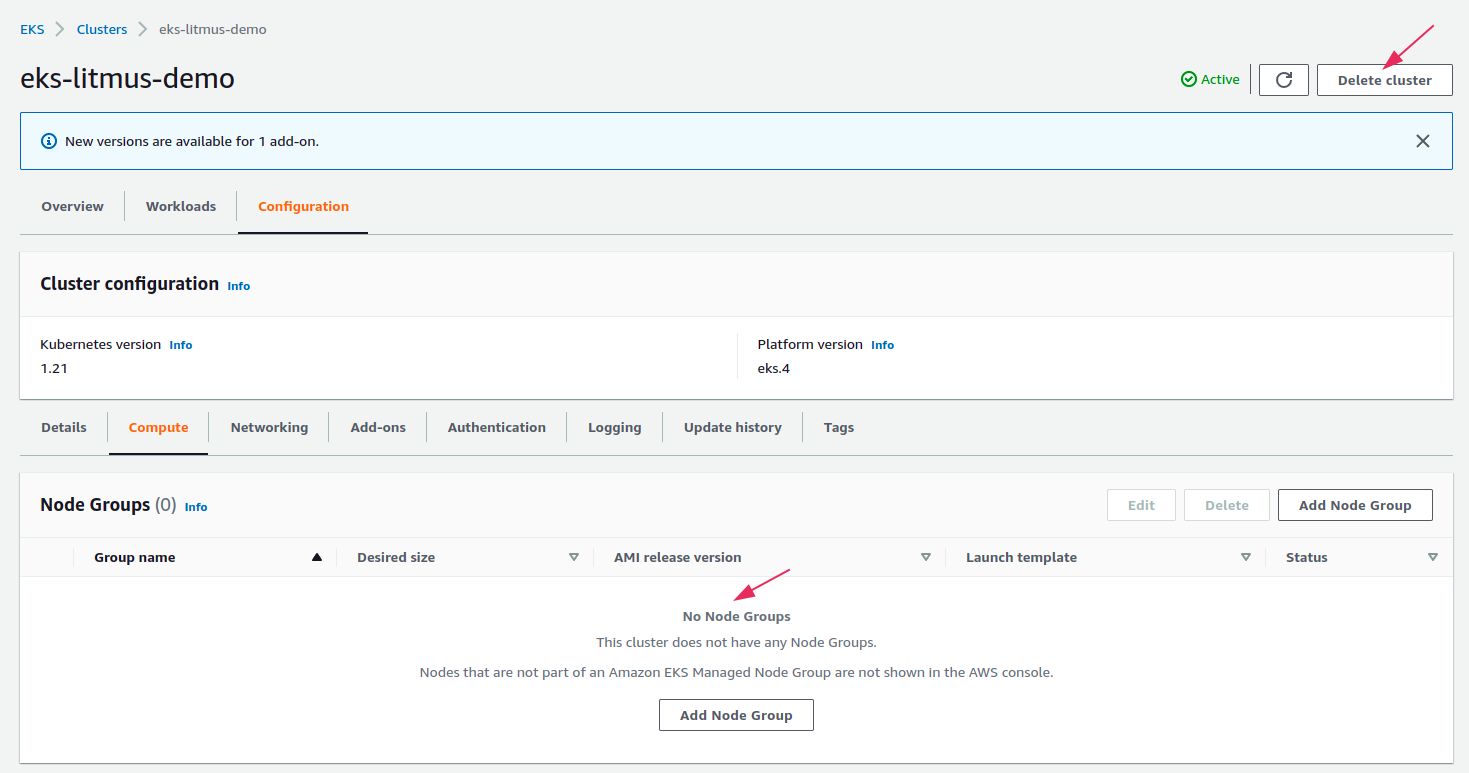 EKS Clusters eks-litmus-demo
eks-litmus-demo
Active
Delete cluster
New versions are available for 1 add-on.
Overview Workloads Configuration
Cluster configuration Info
Kubernetes version Info
1.21
Platform version Info
eks.4
Details Compute Networking Add-ons Authentication Logging Update history Tags
Node Groups (0) Info
Edit Delete Add Node Group
Group name Desired size AMI release version Launch template Status
No Node Groups
This cluster does not have any Node Groups.
Nodes that are not part of an Amazon EKS Managed Node Group are not shown in the AWS console.
Add Node Group